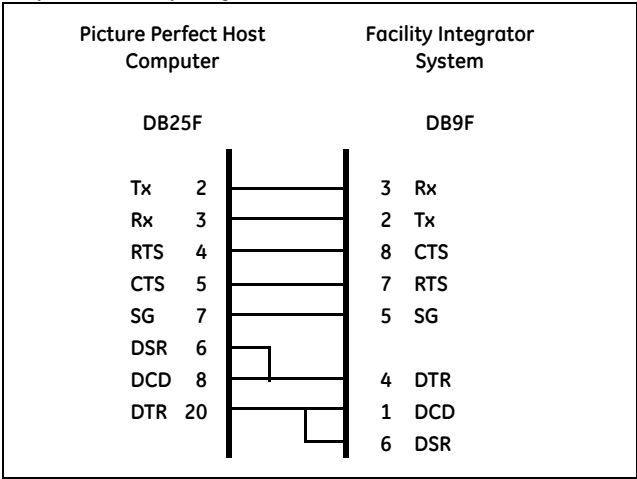 Picture Perfect Host Facility Integrator
Computer System
DB25F DB9F
Tx 2 3 Rx
Rx 3 2 Tx
RTS 4 8 CTS
CTS 5 7 RTS
SG 7 5 SG
DSR 6
DCD 8 4 DTR
DTR 20 1 DCD
6 DSR